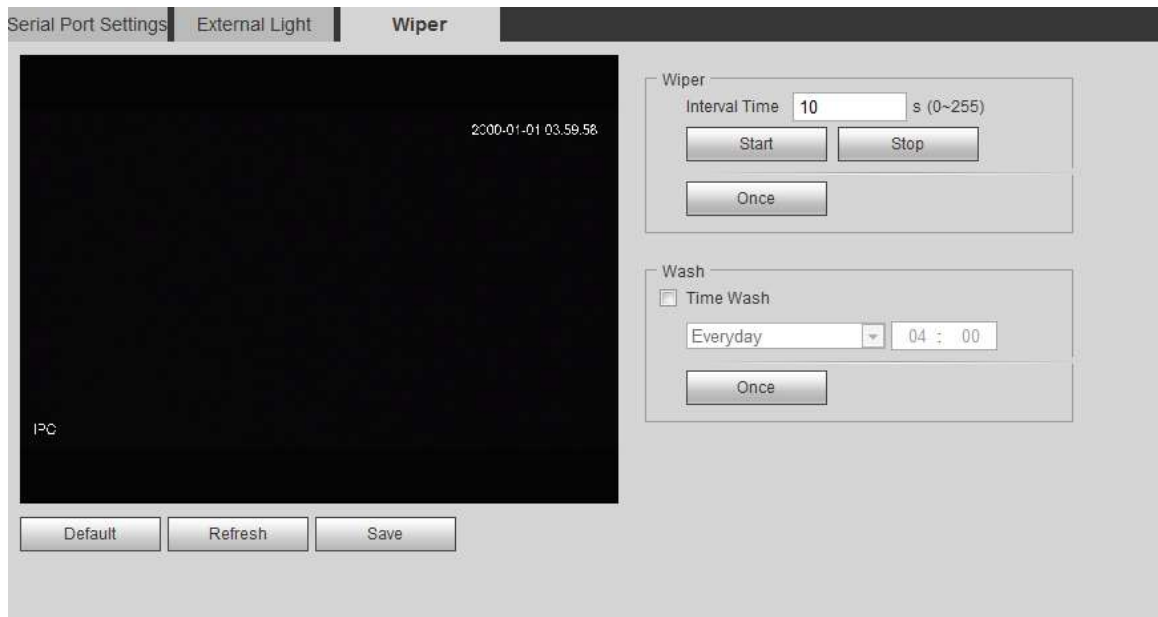 Serial Port Settings External Light Wiper
2000-01-01 03.59.58
IPC
Default Refresh Save
Wiper
Interval Time 10 s (0~255)
Start Stop
Once
Wash
Time Wash
Everyday 04 : 00
Once